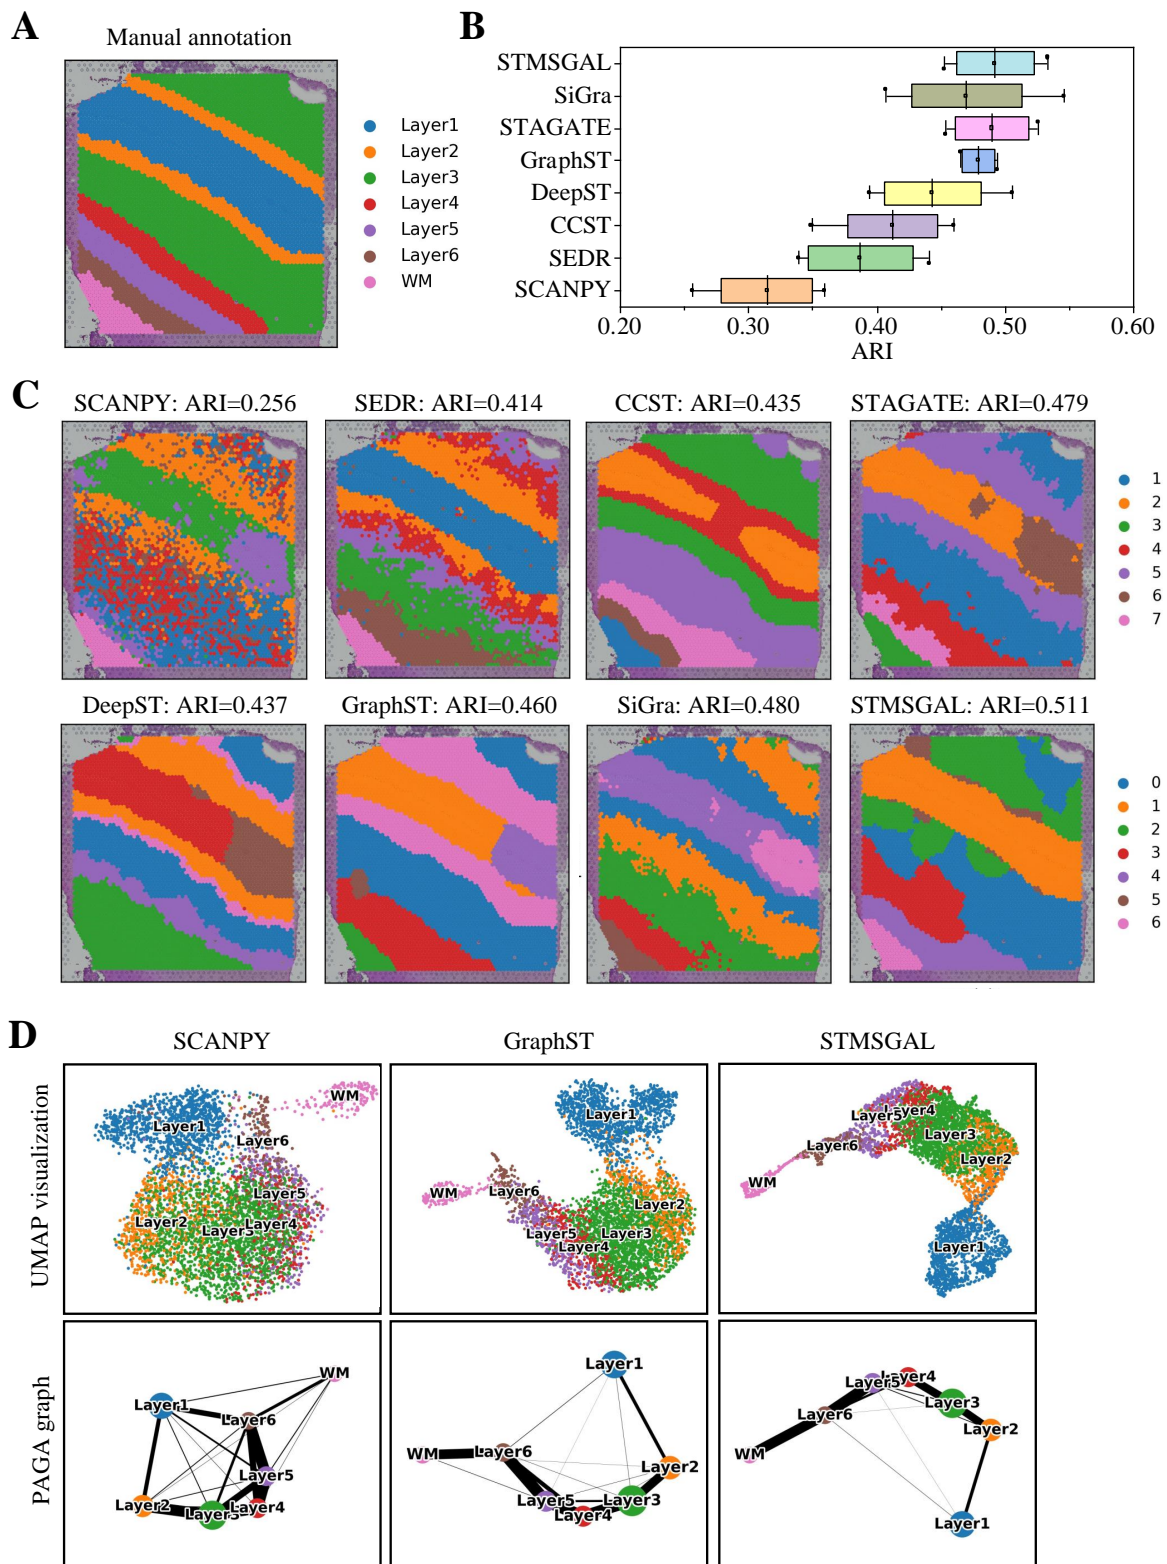 A
Manual annotation
Layer1
Layer2
Layer3
Layer4
Layer5
Layer6
WM
B
STMSGAL
SiGra
STAGATE
GraphST
DeepST
CCST
SEDR
SCANPY
0.20 0.30 0.40 0.50 0.60
ARI
C
SCANPY: ARI=0.256 SEDR: ARI=0.414 CCST: ARI=0.435 STAGATE: ARI=0.479
1
2
3
4
5
6
7
DeepST: ARI=0.437 GraphST: ARI=0.460 SiGra: ARI=0.480 STMSGAL: ARI=0.511
0
1
2
3
4
5
6
D
SCANPY GraphST STMSGAL
UMAP visualization
WM
Layer1
Layer6
Layer5
Layer2
Layer3
Layer4
Layer1
WM
Layer6
Layer2
Layer5
Layer3
Layer4
Layer5
Layer4
Layer3
Layer6
Layer2
WM
Layer1
PAGA graph
WM
Layer1
Layer6
Layer5
Layer2
Layer3
Layer4
Layer1
WM
Layer6
Layer2
Layer5
Layer3
Layer4
Layer5
Layer4
Layer3
Layer6
Layer2
WM
Layer1